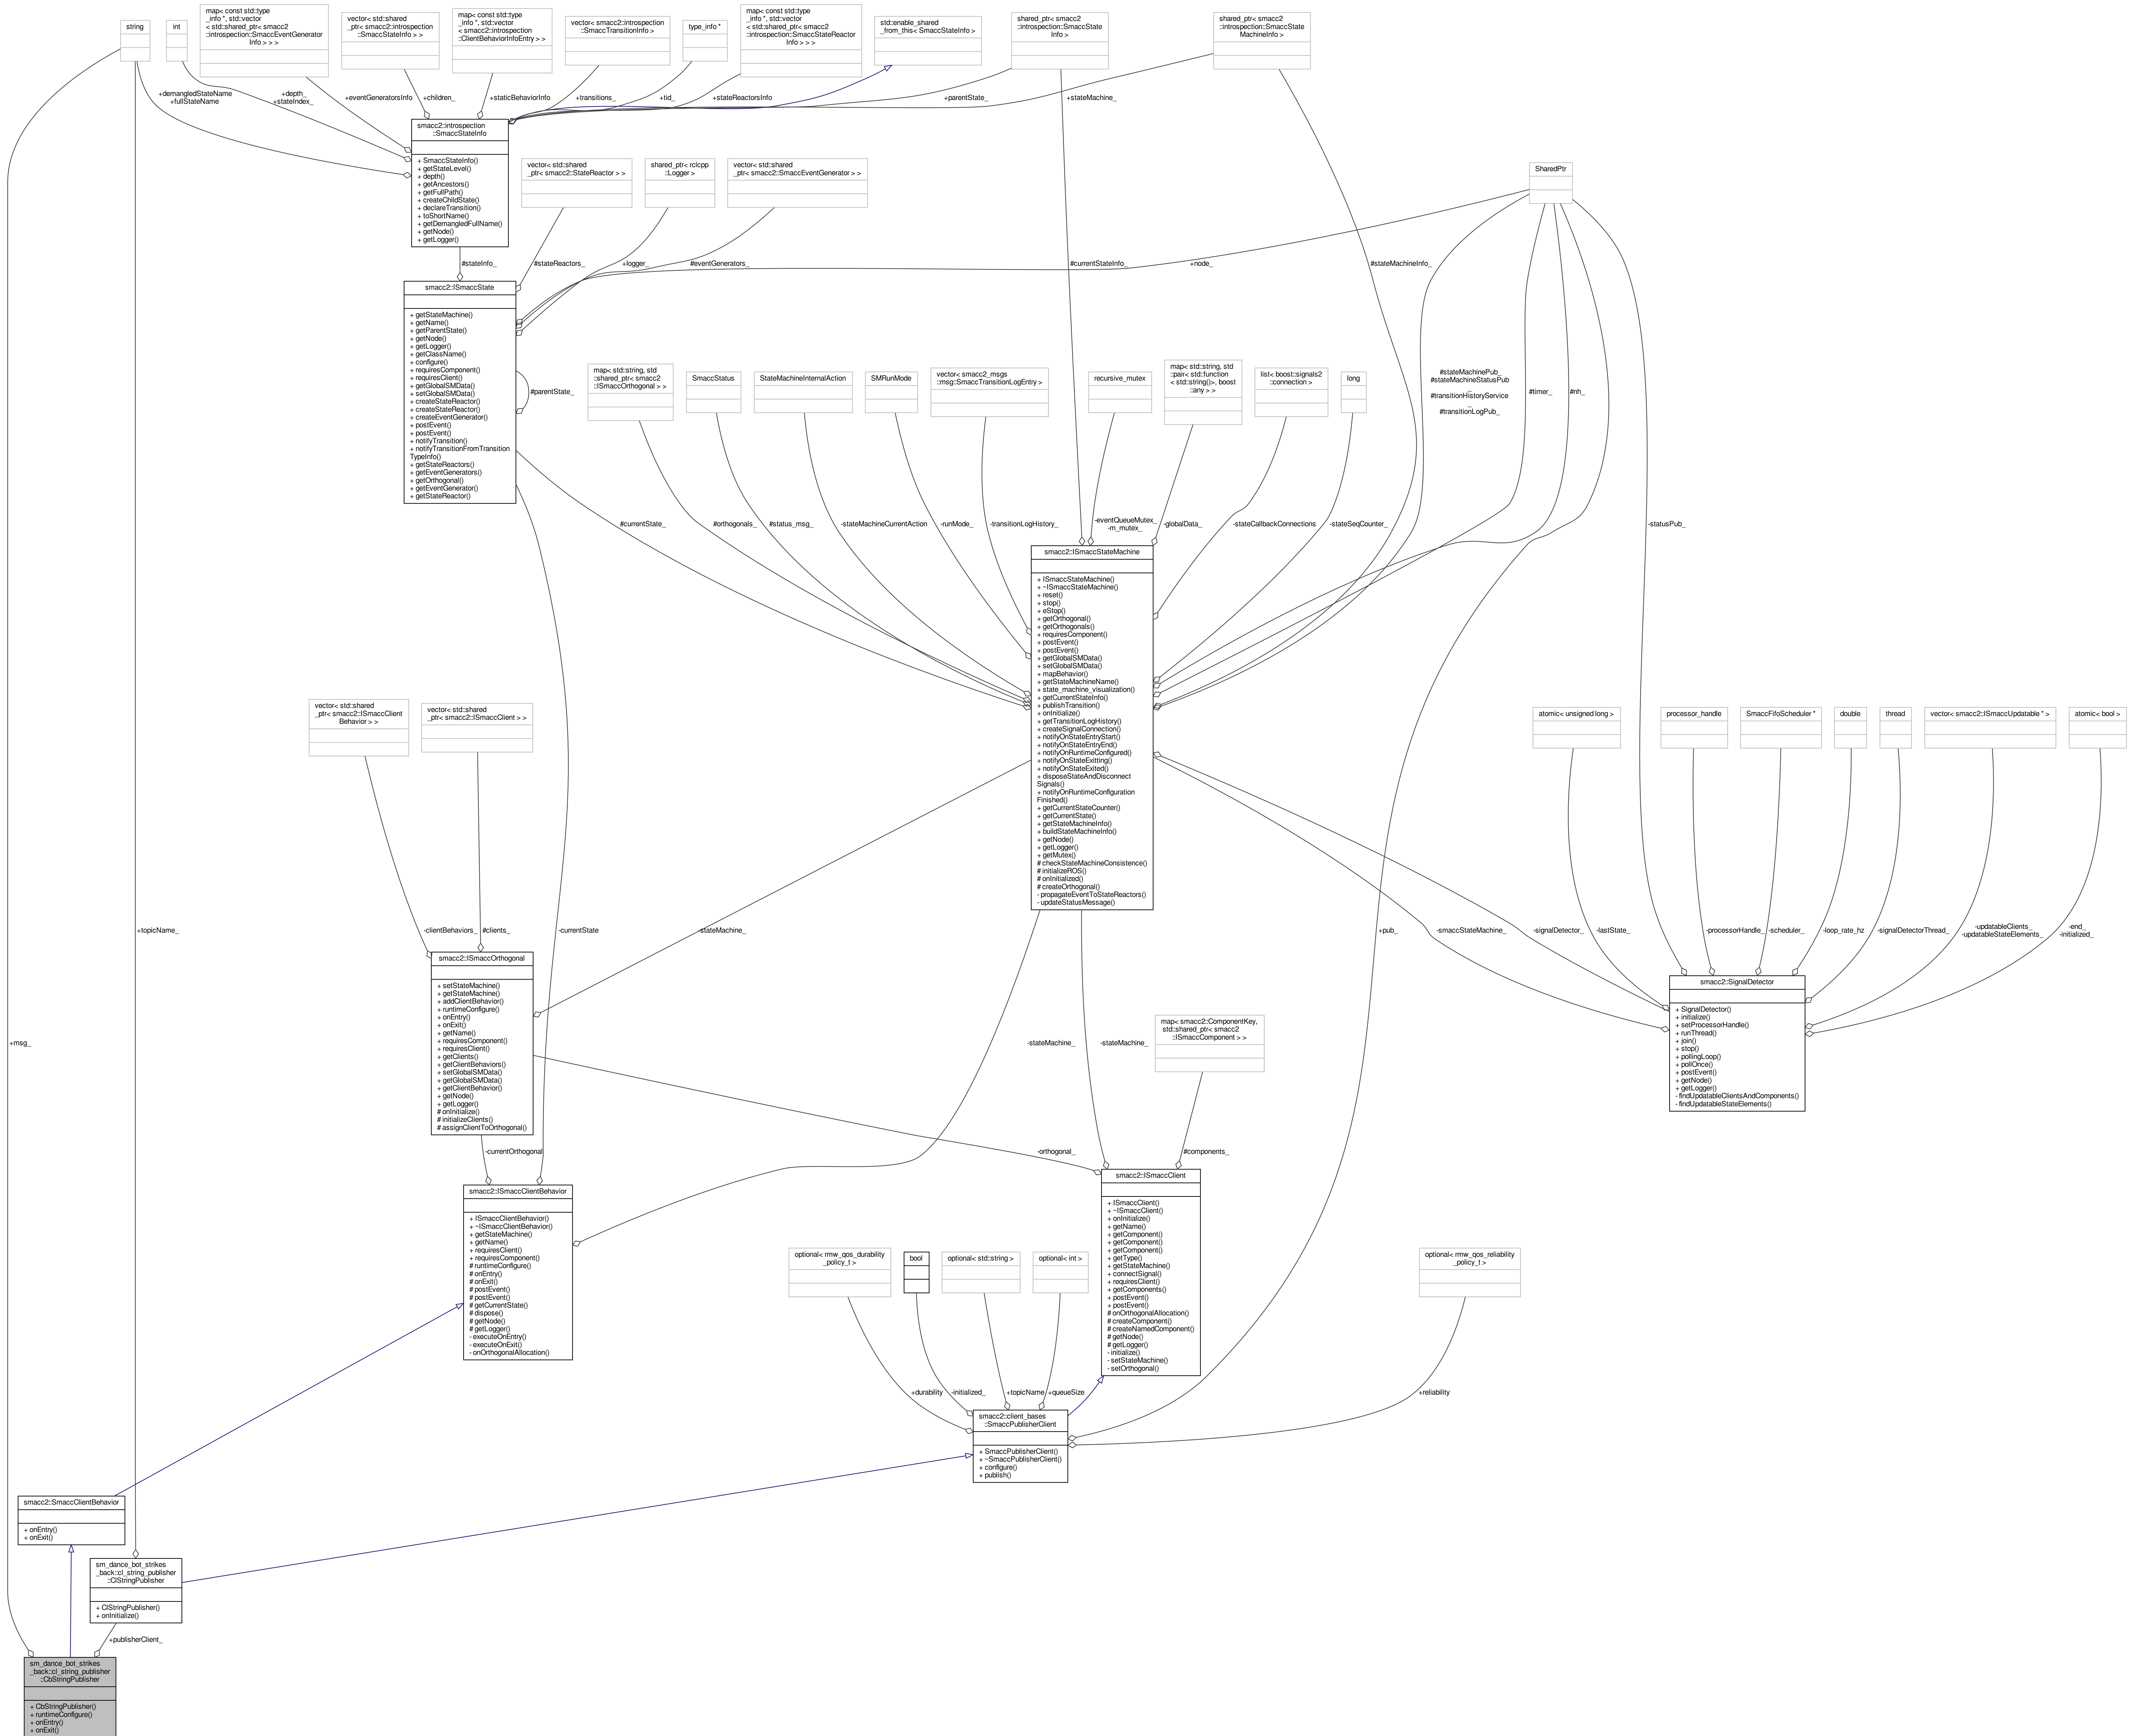 string
int
map< const std::type
_info *, std::vector
< std::shared_ptr< smacc2
::introspection::SmaccEventGenerator
Info > > >
vector< std::shared
_ptr< smacc2::introspection
::SmaccStateInfo > >
map< const std::type
_info *, std::vector
< smacc2::introspection
::ClientBehaviorInfoEntry > >
vector< smacc2::introspection
::SmaccTransitionInfo >
type_info *
map< const std::type
_info *, std::vector
< std::shared_ptr< smacc2
::introspection::SmaccStateReactor
Info > > >
std::enable_shared
_from_this< SmaccStateInfo >
shared_ptr< smacc2
::introspection::SmaccState
Info >
shared_ptr< smacc2
::introspection::SmaccState
MachineInfo >
+demangledStateName
+fullStateName
+depth_
+stateIndex_
+eventGeneratorsInfo
+children_
+staticBehaviorInfo
+transitions_
+tid_
+stateReactorsInfo
+parentState_
+stateMachine_
smacc2::introspection
::SmaccStateInfo
+ SmaccStateInfo()
+ getStateLevel()
+ depth()
+ getAncestors()
+ getFullPath()
+ createChildState()
+ declareTransition()
+ toShortName()
+ getDemangledFullName()
+ getNode()
+ getLogger()
vector< std::shared
_ptr< smacc2::StateReactor > >
shared_ptr< rclcpp
::Logger >
vector< std::shared
_ptr< smacc2::SmaccEventGenerator > >
SharedPtr
#stateInfo_
#stateReactors_
+logger_
#eventGenerators_
+node_
#currentStateInfo_
#stateMachineInfo_
smacc2::ISmaccState
+ getStateMachine()
+ getName()
+ getParentState()
+ getNode()
+ getLogger()
+ getClassName()
+ configure()
+ requiresComponent()
+ requiresClient()
+ getGlobalSMData()
+ setGlobalSMData()
+ createStateReactor()
+ createStateReactor()
+ createEventGenerator()
+ postEvent()
+ postEvent()
+ notifyTransition()
+ notifyTransitionFromTransition
TypeInfo()
+ getStateReactors()
+ getEventGenerators()
+ getOrthogonal()
+ getEventGenerator()
+ getStateReactor()
#parentState_
map< std::string, std
::shared_ptr< smacc2
::ISmaccOrthogonal > >
SmaccStatus
StateMachineInternalAction
SMRunMode
vector< smacc2_msgs
::msg::SmaccTransitionLogEntry >
recursive_mutex
map< std::string, std
::pair< std::function
< std::string()>, boost
::any > >
list< boost::signals2
::connection >
long
#stateMachinePub_
#stateMachineStatusPub
_
#transitionHistoryService
_
#transitionLogPub_
#timer_
#nh_
#currentState_
#orthogonals_
#status_msg_
-stateMachineCurrentAction
-runMode_
-transitionLogHistory_
-eventQueueMutex_
-m_mutex_
-globalData_
-stateCallbackConnections
-stateSeqCounter_
-statusPub_
smacc2::ISmaccStateMachine
+ ISmaccStateMachine()
+ ~ISmaccStateMachine()
+ reset()
+ stop()
+ eStop()
+ getOrthogonal()
+ getOrthogonals()
+ requiresComponent()
+ postEvent()
+ postEvent()
+ getGlobalSMData()
+ setGlobalSMData()
+ mapBehavior()
+ getStateMachineName()
+ state_machine_visualization()
+ getCurrentStateInfo()
+ publishTransition()
+ onInitialize()
+ getTransitionLogHistory()
+ createSignalConnection()
+ notifyOnStateEntryStart()
+ notifyOnStateEntryEnd()
+ notifyOnRuntimeConfigured()
+ notifyOnStateExitting()
+ notifyOnStateExited()
+ disposeStateAndDisconnect
Signals()
+ notifyOnRuntimeConfiguration
Finished()
+ getCurrentStateCounter()
+ getCurrentState()
+ getStateMachineInfo()
+ buildStateMachineInfo()
+ getNode()
+ getLogger()
+ getMutex()
# checkStateMachineConsistence()
# initializeROS()
# onInitialized()
# createOrthogonal()
- propagateEventToStateReactors()
- updateStatusMessage()
vector< std::shared
_ptr< smacc2::ISmaccClient
Behavior > >
vector< std::shared
_ptr< smacc2::ISmaccClient > >
atomic< unsigned long >
processor_handle
SmaccFifoScheduler *
double
thread
vector< smacc2::ISmaccUpdatable * >
atomic< bool >
+topicName_
-clientBehaviors_
#clients_
-currentState
-stateMachine_
+pub_
-smaccStateMachine_
-signalDetector_
-lastState_
-processorHandle_
-scheduler_
-loop_rate_hz
-signalDetectorThread_
-updatableClients_
-updatableStateElements_
-end_
-initialized_
smacc2::ISmaccOrthogonal
+ setStateMachine()
+ getStateMachine()
+ addClientBehavior()
+ runtimeConfigure()
+ onEntry()
+ onExit()
+ getName()
+ requiresComponent()
+ requiresClient()
+ getClients()
+ getClientBehaviors()
+ setGlobalSMData()
+ getGlobalSMData()
+ getClientBehavior()
+ getNode()
+ getLogger()
# onInitialize()
# initializeClients()
# assignClientToOrthogonal()
smacc2::SignalDetector
+ SignalDetector()
+ initialize()
+ setProcessorHandle()
+ runThread()
+ join()
+ stop()
+ pollingLoop()
+ pollOnce()
+ postEvent()
+ getNode()
+ getLogger()
- findUpdatableClientsAndComponents()
- findUpdatableStateElements()
map< smacc2::ComponentKey,
std::shared_ptr< smacc2
::ISmaccComponent > >
+msg_
-stateMachine_
-stateMachine_
-currentOrthogonal
-orthogonal_
#components_
smacc2::ISmaccClientBehavior
+ ISmaccClientBehavior()
+ ~ISmaccClientBehavior()
+ getStateMachine()
+ getName()
+ requiresClient()
+ requiresComponent()
# runtimeConfigure()
# onEntry()
# onExit()
# postEvent()
# postEvent()
# getCurrentState()
# dispose()
# getNode()
# getLogger()
- executeOnEntry()
- executeOnExit()
- onOrthogonalAllocation()
smacc2::ISmaccClient
+ ISmaccClient()
+ ~ISmaccClient()
+ onInitialize()
+ getName()
+ getComponent()
+ getComponent()
+ getComponent()
+ getType()
+ getStateMachine()
+ connectSignal()
+ requiresClient()
+ getComponents()
+ postEvent()
+ postEvent()
# onOrthogonalAllocation()
# createComponent()
# createNamedComponent()
# getNode()
# getLogger()
- initialize()
- setStateMachine()
- setOrthogonal()
optional< rmw_qos_durability
_policy_t >
bool
optional< std::string >
optional< int >
optional< rmw_qos_reliability
_policy_t >
+durability
-initialized_
+topicName
+queueSize
+reliability
smacc2::client_bases
::SmaccPublisherClient
+ SmaccPublisherClient()
+ ~SmaccPublisherClient()
+ configure()
+ publish()
smacc2::SmaccClientBehavior
+ onEntry()
+ onExit()
sm_dance_bot_strikes
_back::cl_string_publisher
::ClStringPublisher
+ ClStringPublisher()
+ onInitialize()
+publisherClient_
sm_dance_bot_strikes
_back::cl_string_publisher
::CbStringPublisher
+ CbStringPublisher()
+ runtimeConfigure()
+ onEntry()
+ onExit()